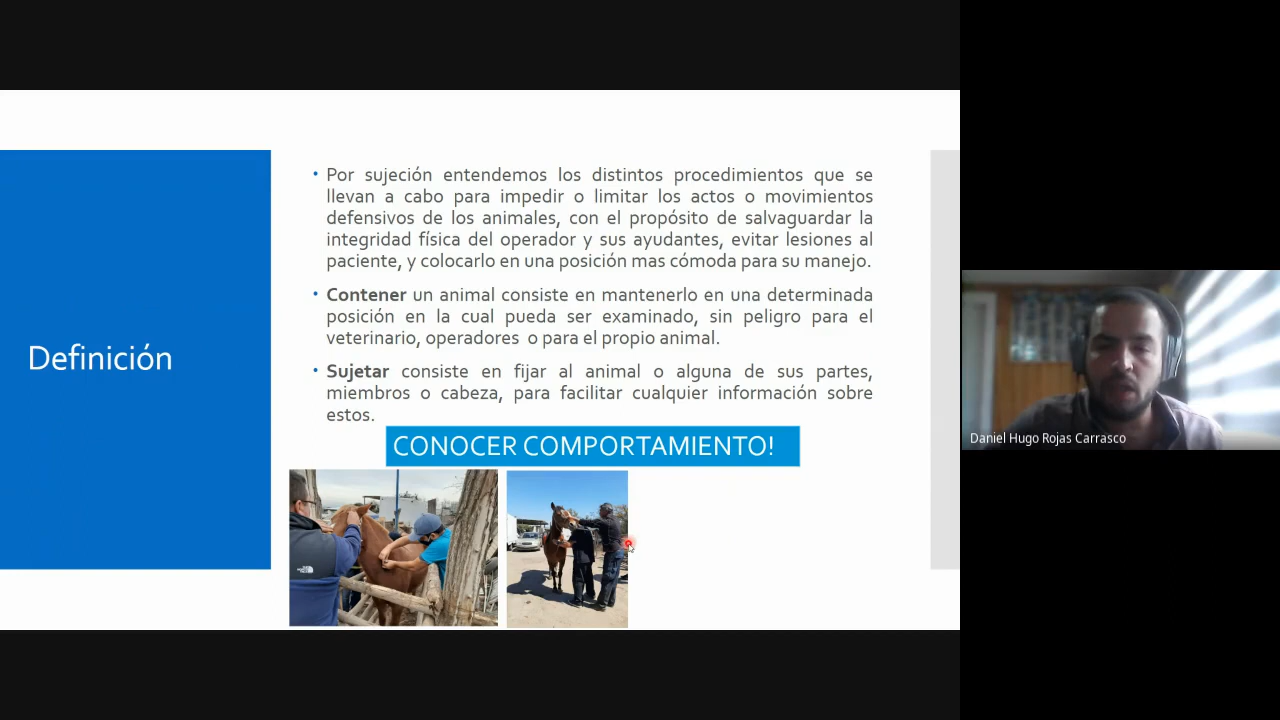 Definición
• Por sujeción entendemos los distintos procedimientos que se
llevan a cabo para impedir o limitar los actos o movimientos
defensivos de los animales, con el propósito de salvaguardar la
integridad física del operador y sus ayudantes, evitar lesiones al
paciente, y colocarlo en una posición mas cómoda para su manejo.
• Contener un animal consiste en mantenerlo en una determinada
posición en la cual pueda ser examinado, sin peligro para el
veterinario, operadores o para el propio animal.
• Sujetar consiste en fijar al animal o alguna de sus partes,
miembros o cabeza, para facilitar cualquier información sobre
estos.
CONOCER COMPORTAMIENTO!
Daniel Hugo Rojas Carrasco